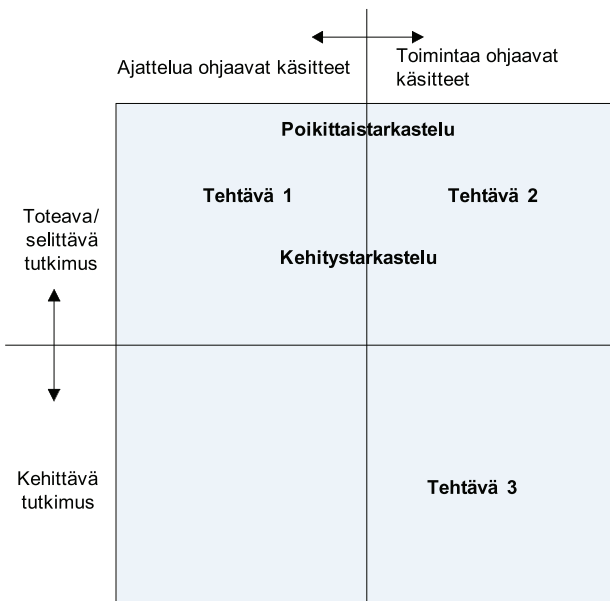 Ajattelua ohjaavat käsitteet
Toimintaa ohjaavat
käsitteet
Poikittaistarkastelu
Tehtävä 1
Tehtävä 2
Toteava/
selittävä
tutkimus
Kehitystarkastelu
Kehittävä
tutkimus
Tehtävä 3